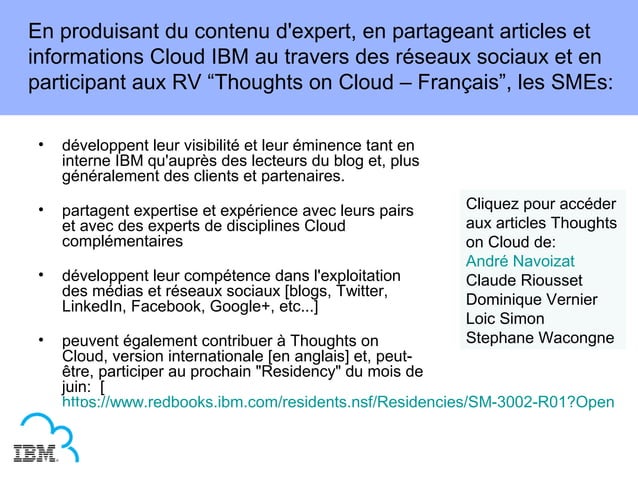 En produisant du contenu d'expert, en partageant articles et
informations Cloud IBM au travers des réseaux sociaux et en
participant aux RV “Thoughts on Cloud – Français”, les SMEs:
• développent leur visibilité et leur éminence tant en
interne IBM qu'auprès des lecteurs du blog et, plus
généralement des clients et partenaires.
• partagent expertise et expérience avec leurs pairs
et avec des experts de disciplines Cloud
complémentaires
• développent leur compétence dans l'exploitation
des médias et réseaux sociaux [blogs, Twitter,
LinkedIn, Facebook, Google+, etc...]
• peuvent également contribuer à Thoughts on
Cloud, version internationale [en anglais] et, peut-
être, participer au prochain "Residency" du mois de
juin: [
https://www.redbooks.ibm.com/residents.nsf/Residencies/SM-3002-R01?Open
Cliquez pour accéder
aux articles Thoughts
on Cloud de:
André Navoizat
Claude Riousset
Dominique Vernier
Loic Simon
Stephane Wacongne
IBM